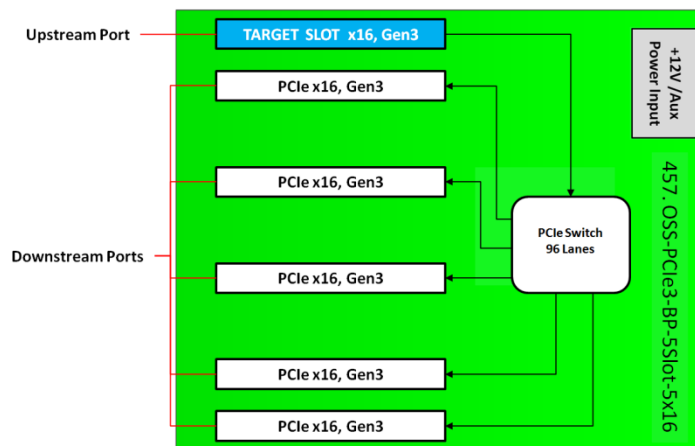 Upstream Port
TARGET SLOT x16, Gen3
+12V /Aux
Power Input
PCIe x16, Gen3
PCIe x16, Gen3
457. OSS-PCIe3-BP-5Slot-5x16
PCIe Switch
96 Lanes
Downstream Ports
PCIe x16, Gen3
PCIe x16, Gen3
PCIe x16, Gen3